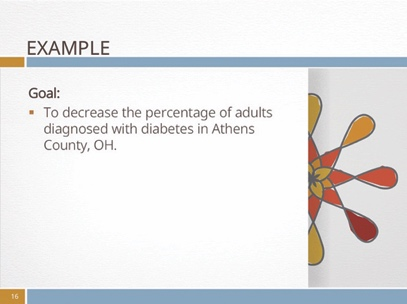 EXAMPLE
Goal:
▪ To decrease the percentage of adults
diagnosed with diabetes in Athens
County, OH.
16